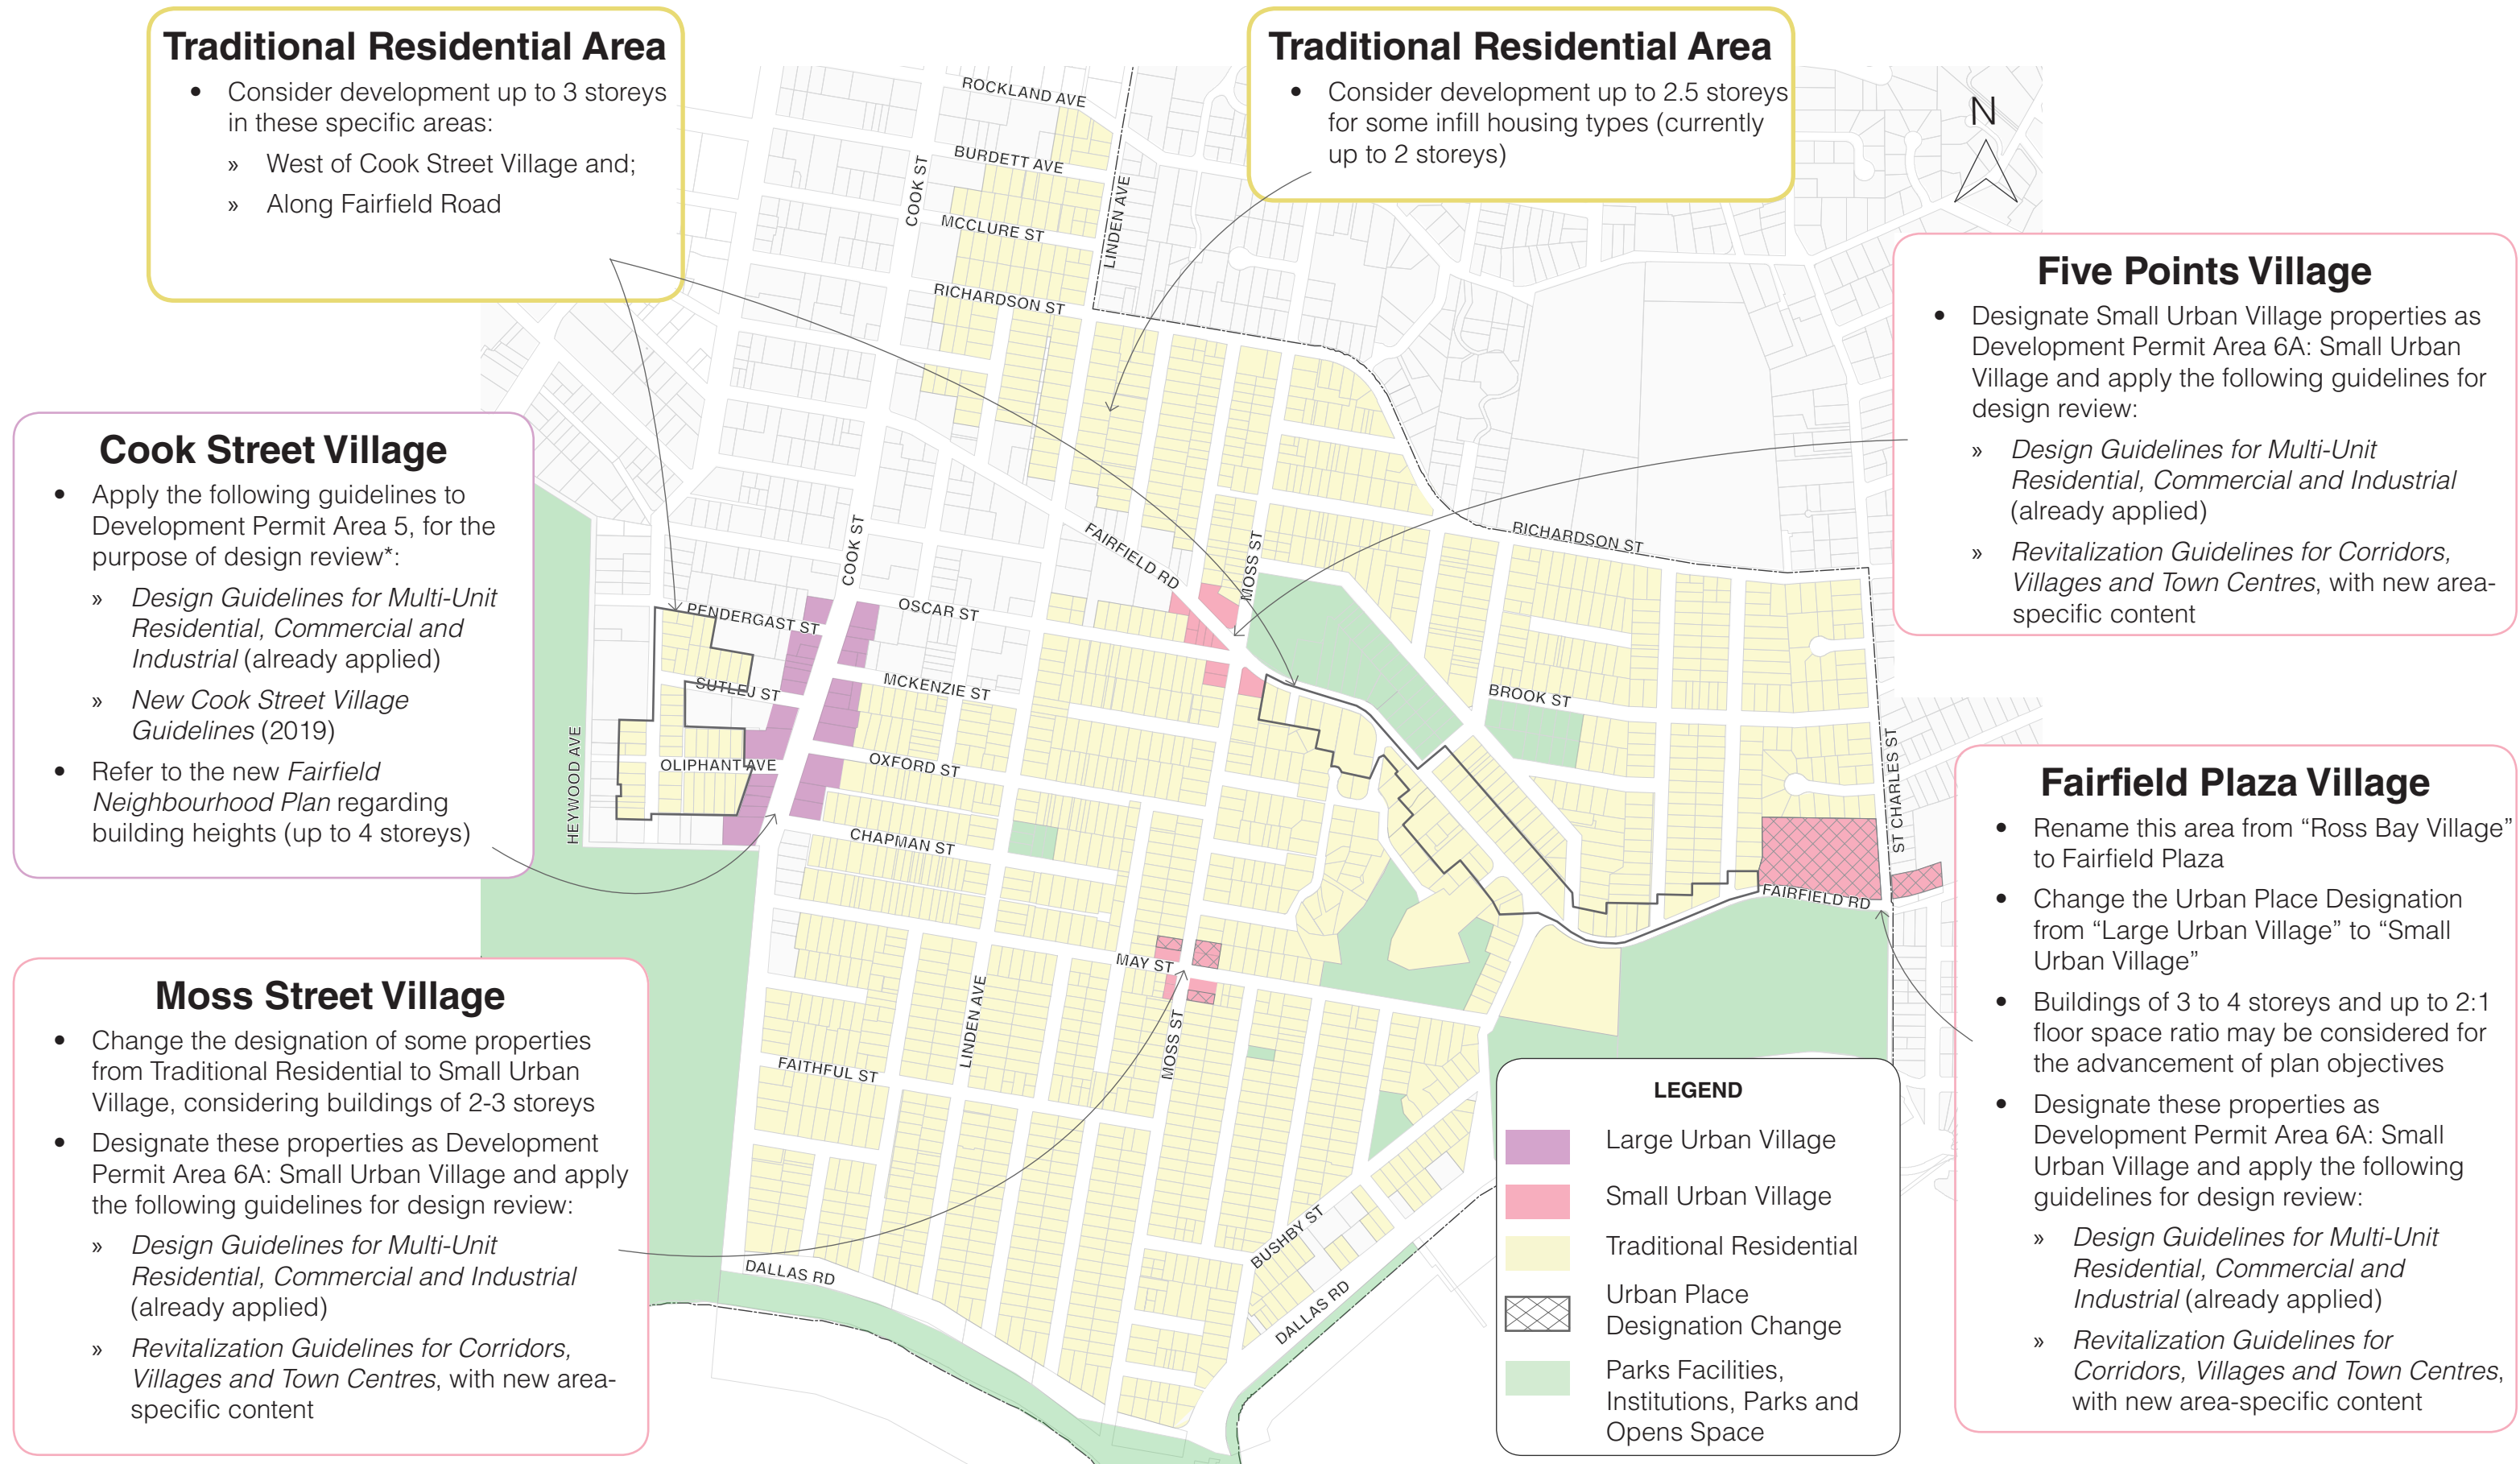 Traditional Residential Area
• Consider development up to 3 storeys
in these specific areas:
» West of Cook Street Village and;
» Along Fairfield Road
Traditional Residential Area
• Consider development up to 2.5 storeys
for some infill housing types (currently
up to 2 storeys)
N
Five Points Village
• Designate Small Urban Village properties as
Development Permit Area 6A: Small Urban
Village and apply the following guidelines for
design review:
» Design Guidelines for Multi-Unit
Residential, Commercial and Industrial
(already applied)
» Revitalization Guidelines for Corridors,
Villages and Town Centres, with new area-
specific content
Cook Street Village
• Apply the following guidelines to
Development Permit Area 5, for the
purpose of design review*:
» Design Guidelines for Multi-Unit
Residential, Commercial and
Industrial (already applied)
» New Cook Street Village
Guidelines (2019)
• Refer to the new Fairfield
Neighbourhood Plan regarding
building heights (up to 4 storeys)
Fairfield Plaza Village
• Rename this area from “Ross Bay Village”
to Fairfield Plaza
• Change the Urban Place Designation
from “Large Urban Village” to “Small
Urban Village”
• Buildings of 3 to 4 storeys and up to 2:1
floor space ratio may be considered for
the advancement of plan objectives
• Designate these properties as
Development Permit Area 6A: Small
Urban Village and apply the following
guidelines for design review:
» Design Guidelines for Multi-Unit
Residential, Commercial and
Industrial (already applied)
» Revitalization Guidelines for
Corridors, Villages and Town Centres,
with new area-specific content
Moss Street Village
• Change the designation of some properties
from Traditional Residential to Small Urban
Village, considering buildings of 2-3 storeys
• Designate these properties as Development
Permit Area 6A: Small Urban Village and apply
the following guidelines for design review:
» Design Guidelines for Multi-Unit
Residential, Commercial and Industrial
(already applied)
» Revitalization Guidelines for Corridors,
Villages and Town Centres, with new area-
specific content
ROCKLAND AVE
BURDETT AVE
COOK ST
MCCLURE ST
LINDEN AVE
RICHARDSON ST
COOK ST
FAIRFIELD RD
MOSS ST
RICHARDSON ST
OSCAR ST
PENDERGAST ST
SUTLEJ ST
MCKENZIE ST
BROOK ST
HEYWOOD AVE
OLIPHANT AVE
OXFORD ST
ST CHARLES ST
CHAPMAN ST
FAIRFIELD RD
MAY ST
LINDEN AVE
MOSS ST
FAITHFUL ST
BUSHBY ST
DALLAS RD
DALLAS RD
LEGEND
Large Urban Village
Small Urban Village
Traditional Residential
Urban Place
Designation Change
Parks Facilities,
Institutions, Parks and
Opens Space